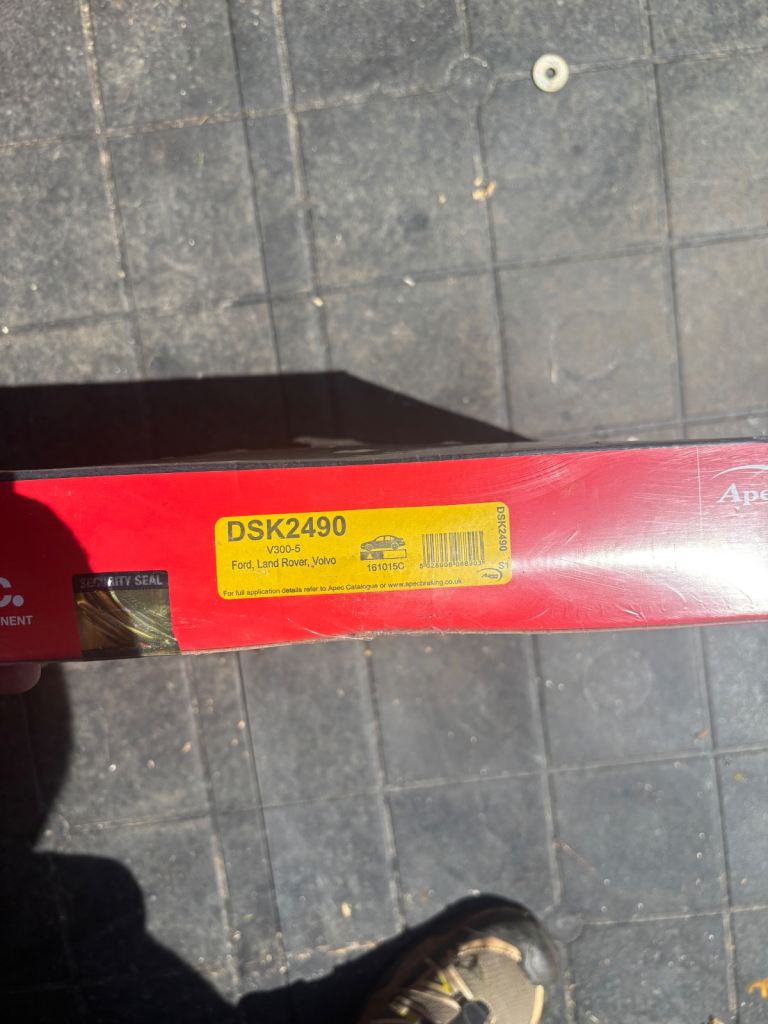 DSK2490
V300-5
Ford, Land Rover, Volvo
161015C
For full application details refer to Apec Catalogue or www.apecbraking.co.uk
DSK2490
S1
SECURITY SEAL